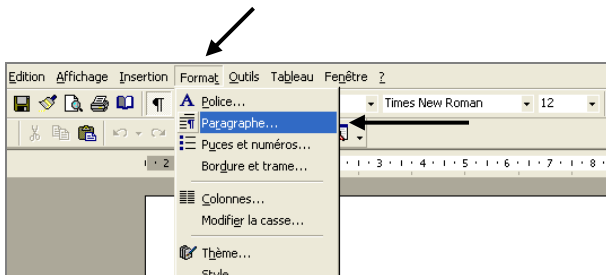 Edition Affichage Insertion Format Outils Tableau Fenêtre ?
Police... Times New Roman 12
Paragraphe...
Puces et numéros...
Bordure et trame... 2 3 4 5 6 7 8
Colonnes...
Modifier la casse...
Thème...
Style